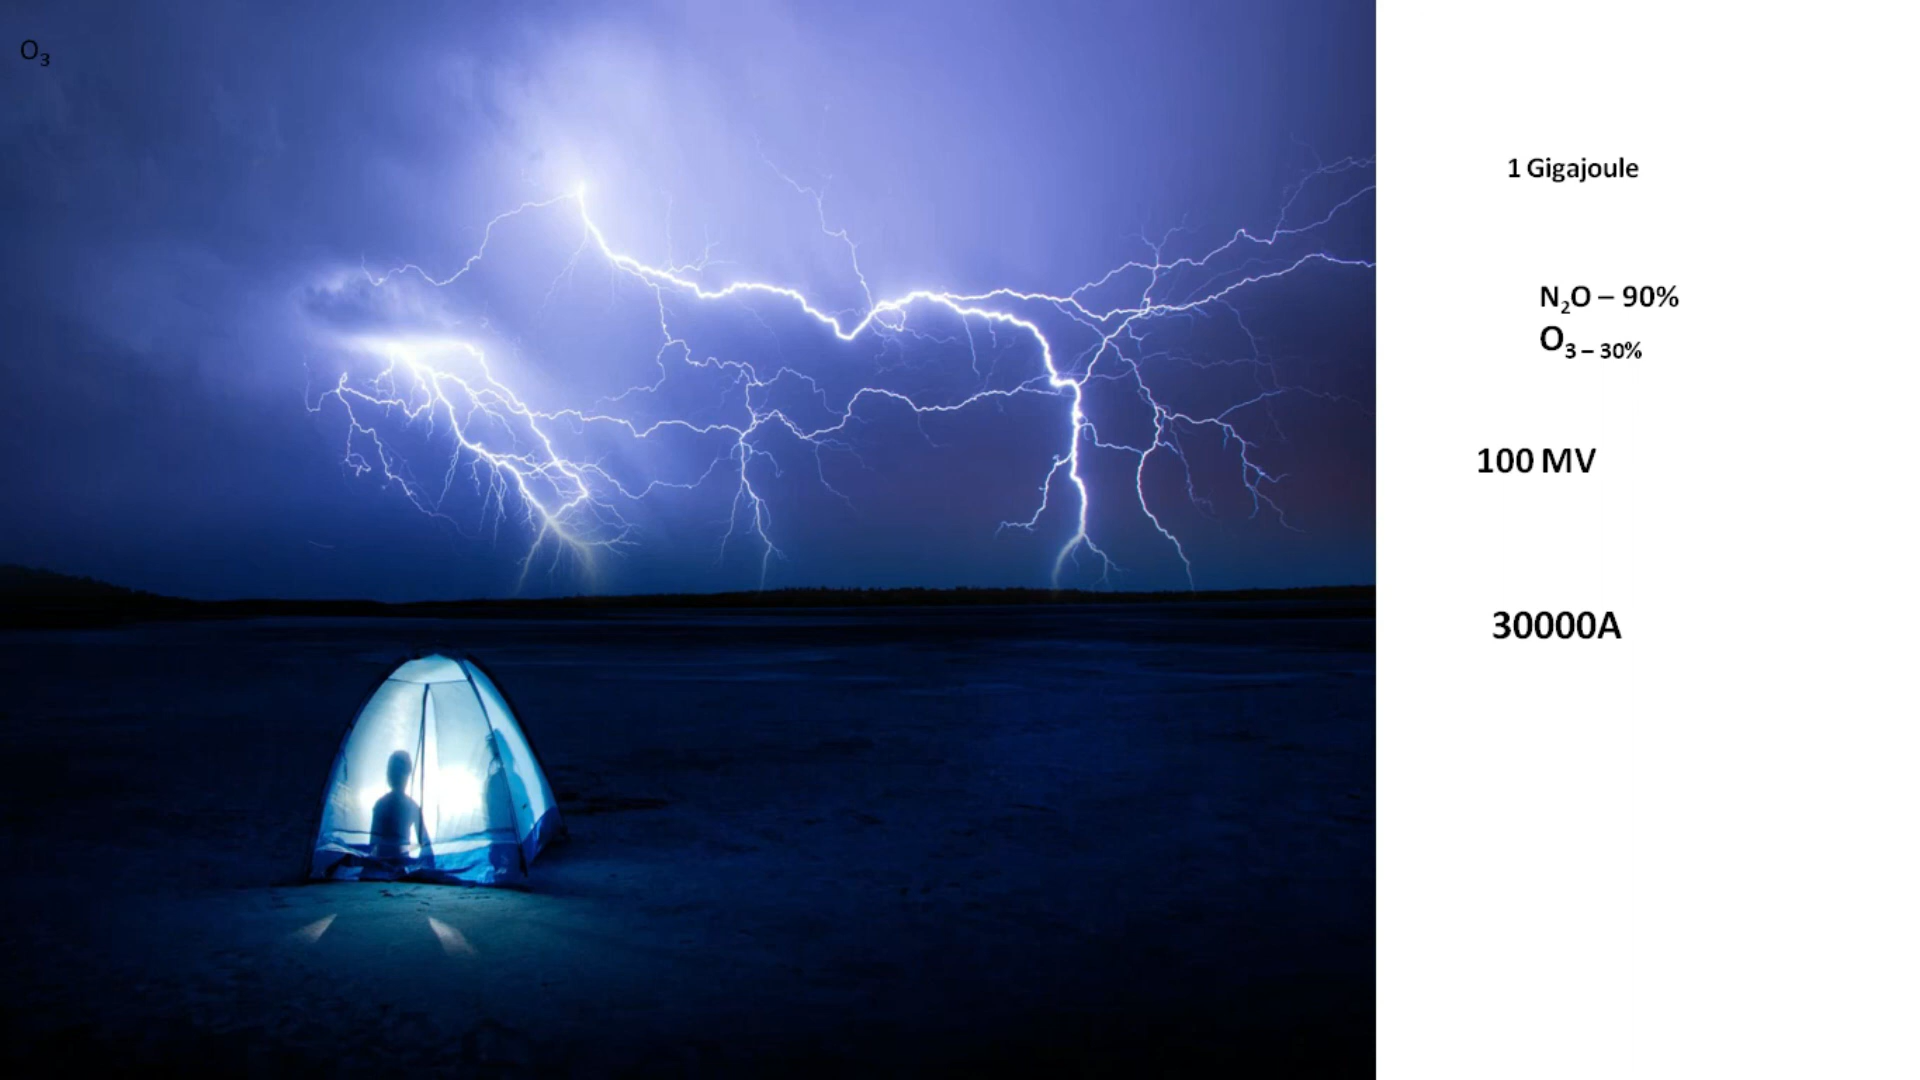 O₃
1 Gigajoule
N₂O – 90%
O₃ – 30%
100 MV
30000A